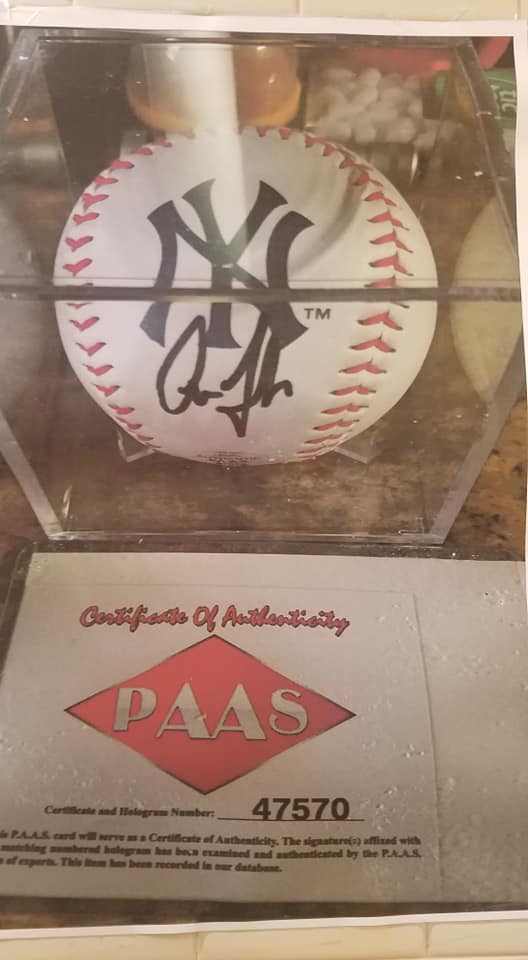 NY
TM
Certificate Of Authenticity
PAAS
Certificate and Hologram Number: 47570
P.A.A.S. card will serve as a Certificate of Authenticity. The signature(s) affixed with
matching numbered hologram has been examined and authenticated by the P.A.A.S.
of experts. This item has been recorded in our database.